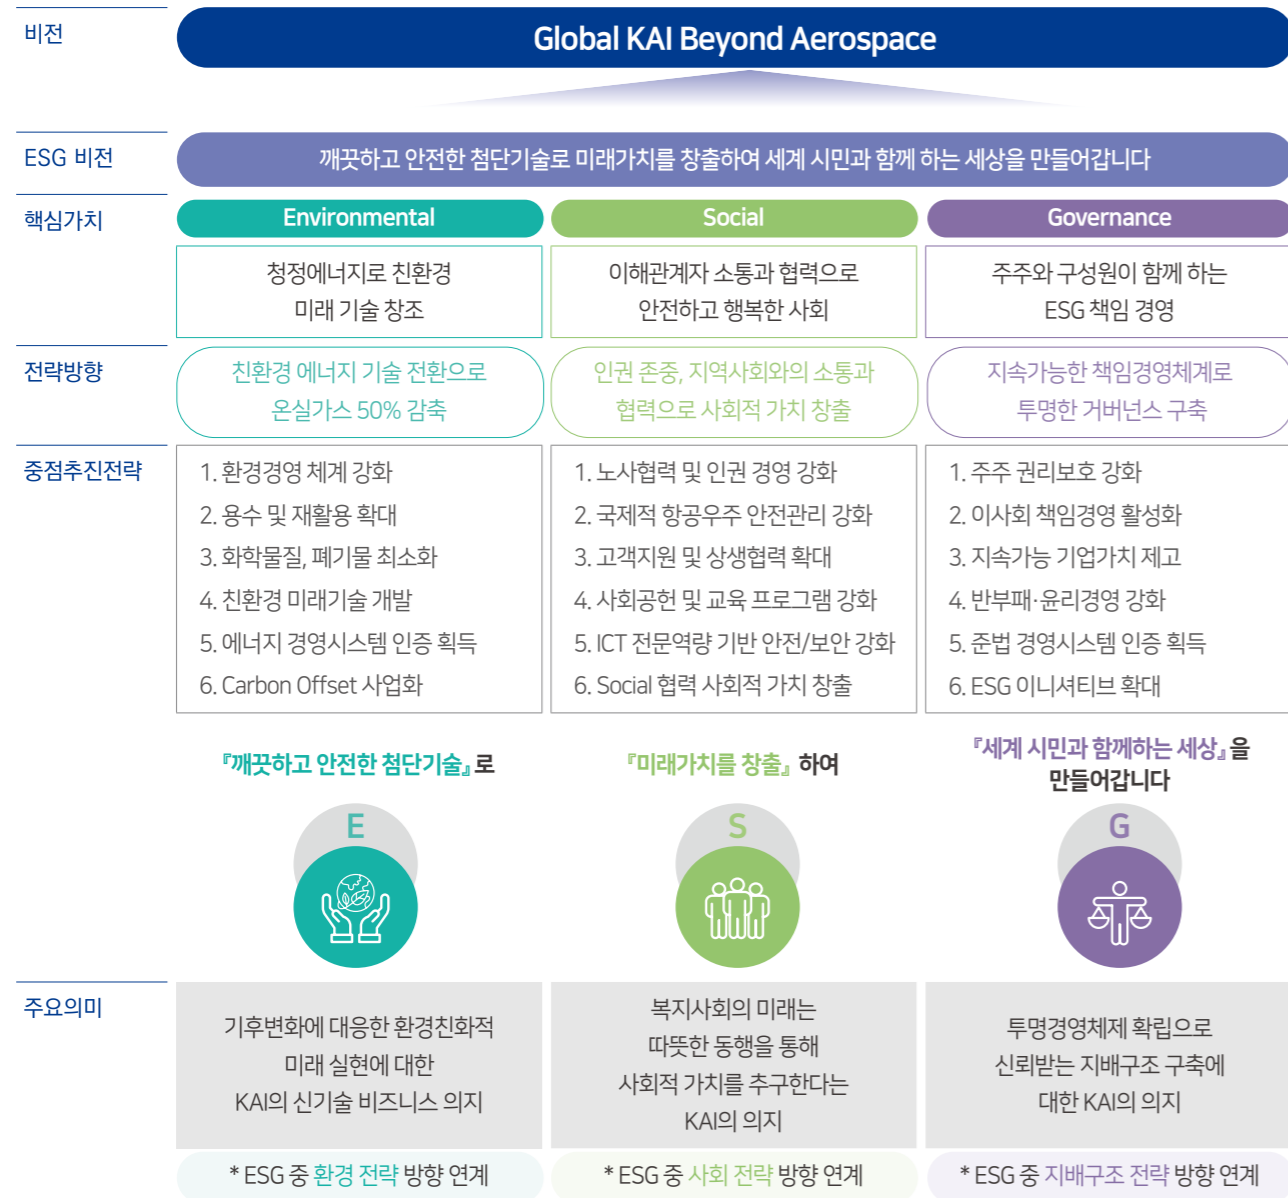 비전
Global KAI Beyond Aerospace
ESG 비전
깨끗하고 안전한 첨단기술로 미래가치를 창출하여 세계 시민과 함께 하는 세상을 만들어갑니다
핵심가치
Environmental
청정에너지로 친환경
미래 기술 창조
Social
이해관계자 소통과 협력으로
안전하고 행복한 사회
Governance
주주와 구성원이 함께 하는
ESG 책임 경영
전략방향
친환경 에너지 기술 전환으로
온실가스 50% 감축
인권 존중, 지역사회와의 소통과
협력으로 사회적 가치 창출
지속가능한 책임경영체계로
투명한 거버넌스 구축
중점추진전략
1. 환경경영 체계 강화
2. 용수 및 재활용 확대
3. 화학물질, 폐기물 최소화
4. 친환경 미래기술 개발
5. 에너지 경영시스템 인증 획득
6. Carbon Offset 사업화
1. 노사협력 및 인권 경영 강화
2. 국제적 항공우주 안전관리 강화
3. 고객지원 및 상생협력 확대
4. 사회공헌 및 교육 프로그램 강화
5. ICT 전문역량 기반 안전/보안 강화
6. Social 협력 사회적 가치 창출
1. 주주 권리보호 강화
2. 이사회 책임경영 활성화
3. 지속가능 기업가치 제고
4. 반부패·윤리경영 강화
5. 준법 경영시스템 인증 획득
6. ESG 이니셔티브 확대
『깨끗하고 안전한 첨단기술』로
E
『미래가치를 창출』 하여
S
『세계 시민과 함께하는 세상』을
만들어갑니다
G
주요의미
기후변화에 대응한 환경친화적
미래 실현에 대한
KAI의 신기술 비즈니스 의지
복지사회의 미래는
따뜻한 동행을 통해
사회적 가치를 추구한다는
KAI의 의지
투명경영체제 확립으로
신뢰받는 지배구조 구축에
대한 KAI의 의지
* ESG 중 환경 전략 방향 연계
* ESG 중 사회 전략 방향 연계
* ESG 중 지배구조 전략 방향 연계